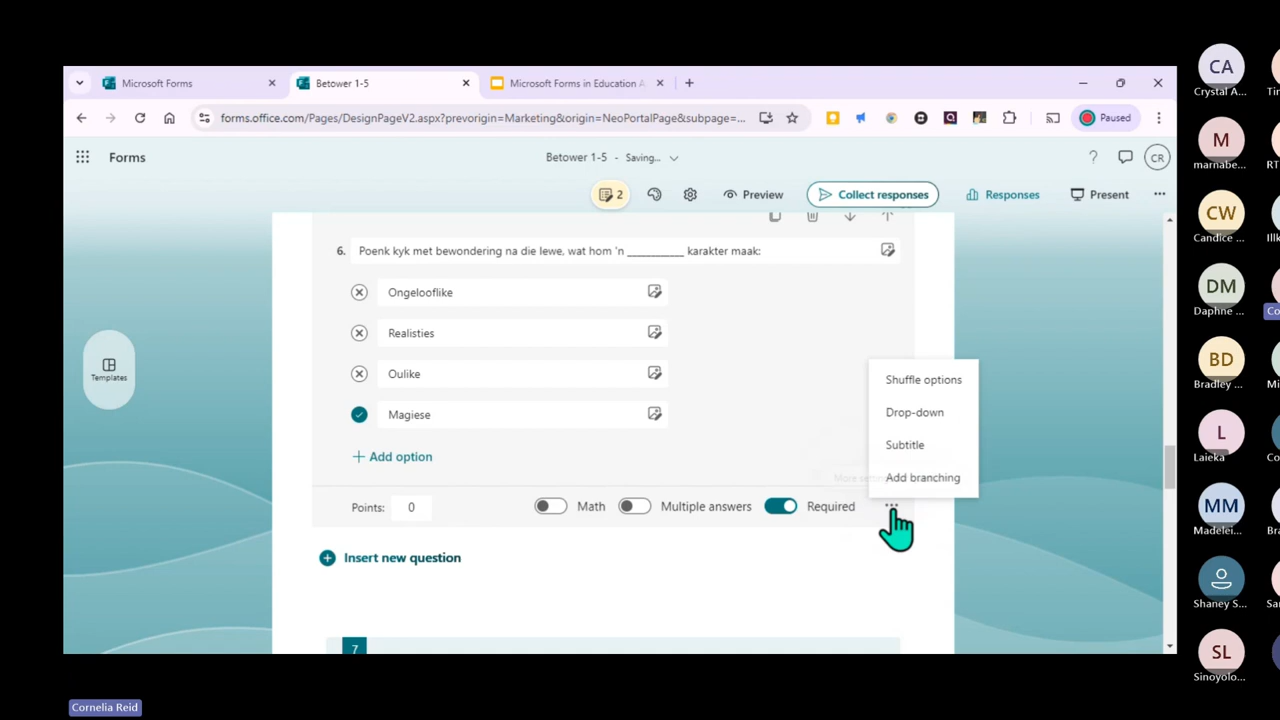 Microsoft Forms
Betower 1-5
Microsoft Forms in Education A
forms.office.com/Pages/DesignPageV2.aspx?prevorigin=Marketing&origin=NeoPortalPage&subpage=...
Paused
Forms
Betower 1-5 - Saving...
? CR
2
Preview
Collect responses
Responses
Present
Templates
6. Poenk kyk met bewondering na die lewe, wat hom 'n __________ karakter maak:
Ongelooflike
Realisties
Oulike
Magiese
+ Add option
Shuffle options
Drop-down
Subtitle
Add branching
Points: 0
Math
Multiple answers
Required
Insert new question
7
CA
Crystal A...
M
marnabe...
CW
Candice ...
DM
Daphne ...
BD
Bradley ...
L
Laieka
MM
Madelei...
Shaney S...
SL
Sinoyolo...
Cornelia Reid